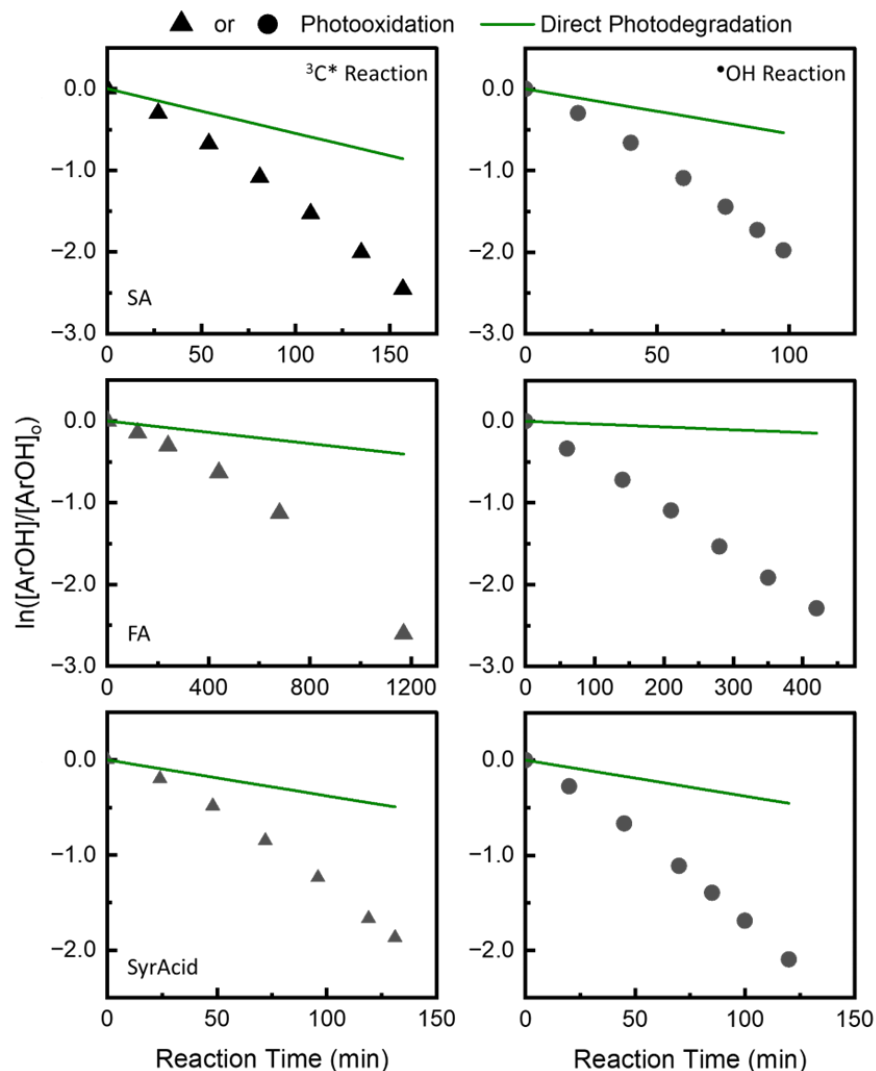 ▲ or ● Photooxidation — Direct Photodegradation
³C* Reaction
0.0
−1.0
−2.0
−3.0
SA
0 50 100 150
•OH Reaction
0.0
−1.0
−2.0
−3.0
0 50 100
ln([ArOH]/[ArOH]ₒ)
0.0
−1.0
−2.0
−3.0
FA
0 400 800 1200
0.0
−1.0
−2.0
−3.0
0 100 200 300 400
0.0
−1.0
−2.0
SyrAcid
0 50 100 150
Reaction Time (min)
0.0
−1.0
−2.0
0 50 100 150
Reaction Time (min)